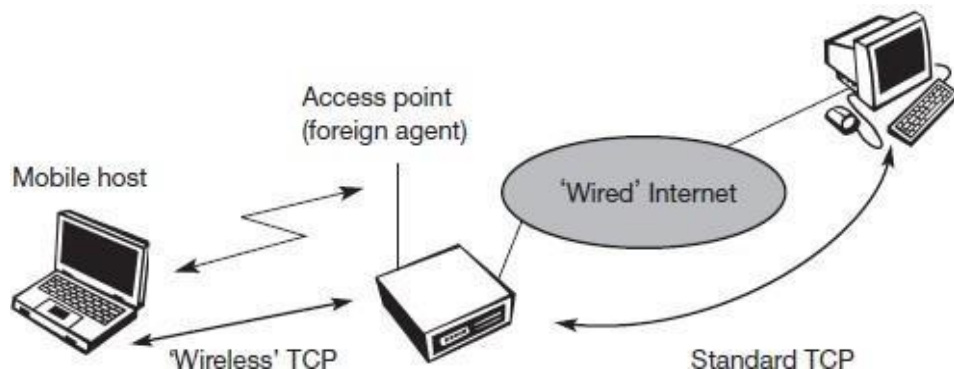 Access point
(foreign agent)
Mobile host
'Wired' Internet
'Wireless' TCP
Standard TCP